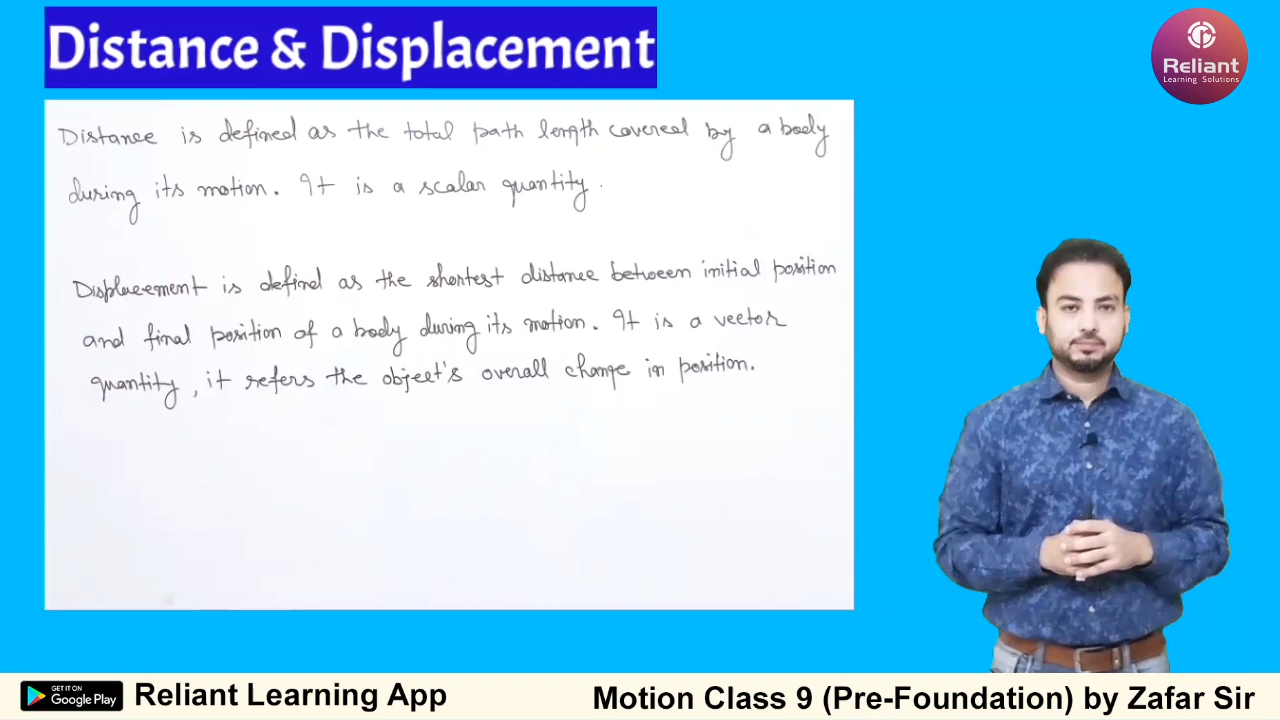 Distance & Displacement
Reliant
Learning Solutions
Distance is defined as the total path length covered by a body
during its motion. It is a scalar quantity.
Displacement is defined as the shortest distance between initial position
and final position of a body during its motion. It is a vector
quantity, it refers the object's overall change in position.
GET IT ON
Google Play
Reliant Learning App
Motion Class 9 (Pre-Foundation) by Zafar Sir